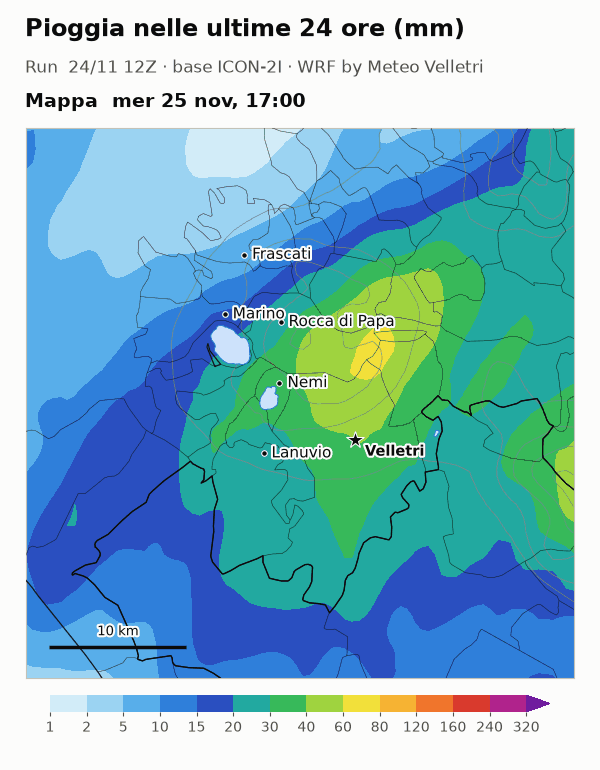 Pioggia nelle ultime 24 ore (mm)
Run  24/11 12Z · base ICON-2I · WRF by Meteo Velletri
Mappa  mer 25 nov, 17:00
Frascati
Marino
Rocca di Papa
Nemi
Velletri
Lanuvio
10 km
1 2 5 10 15 20 30 40 60 80 120 160 240 320